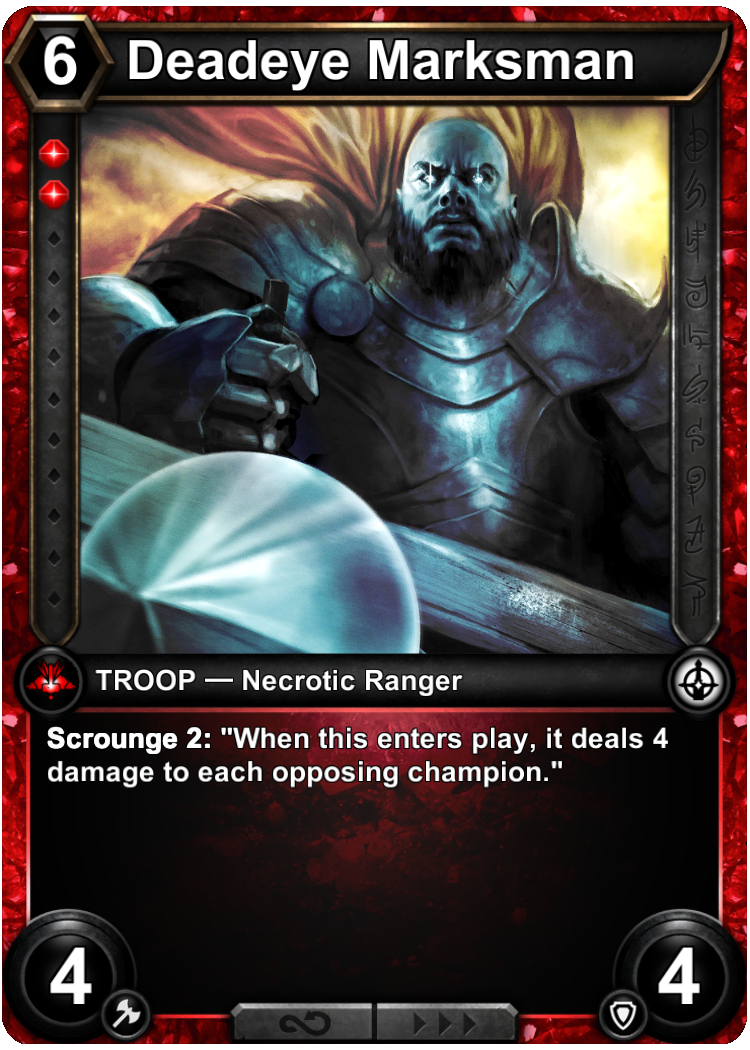 6 Deadeye Marksman
TROOP — Necrotic Ranger
Scrounge 2: "When this enters play, it deals 4
damage to each opposing champion."
4 4